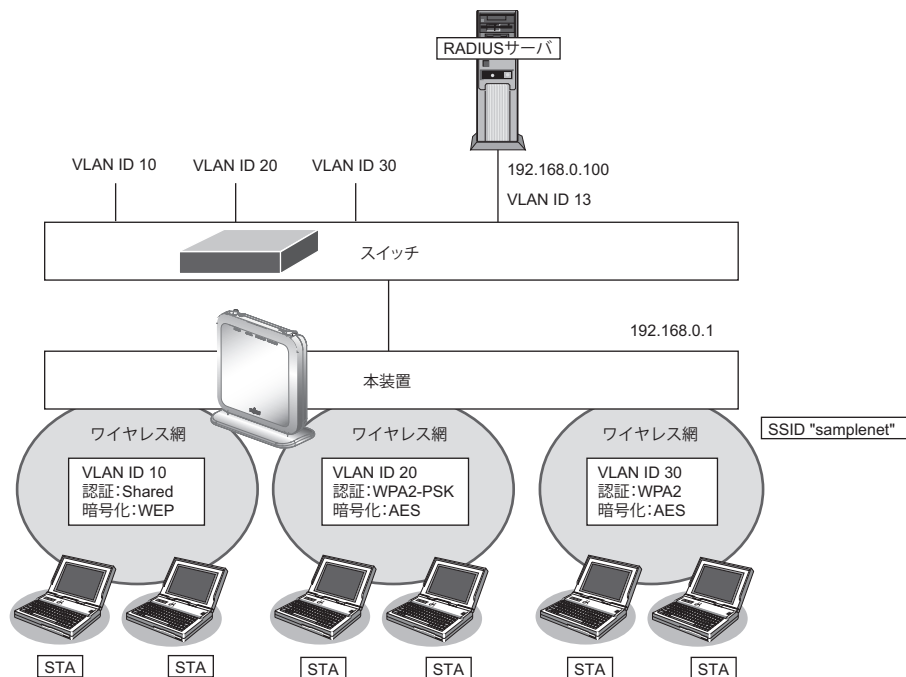 RADIUSサーバ
VLAN ID 10
VLAN ID 20
VLAN ID 30
192.168.0.100
VLAN ID 13
スイッチ
192.168.0.1
本装置
SSID "samplenet"
ワイヤレス網
VLAN ID 10
認証：Shared
暗号化：WEP
ワイヤレス網
VLAN ID 20
認証：WPA2-PSK
暗号化：AES
ワイヤレス網
VLAN ID 30
認証：WPA2
暗号化：AES
STA
STA
STA
STA
STA
STA